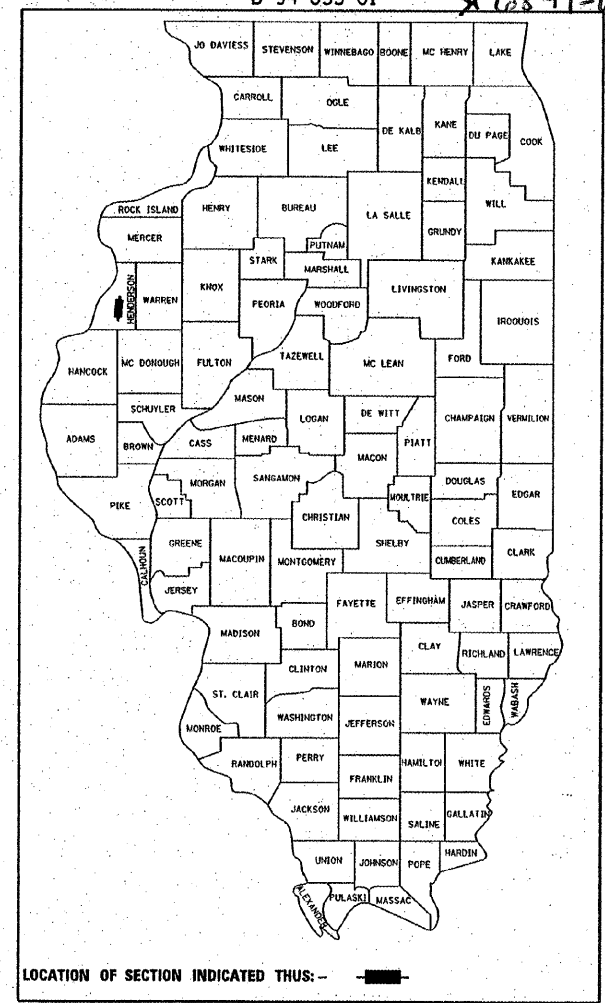 JO DAVIESS STEVENSON WINNEBAGO BOONE MC HENRY LAKE
CARROLL OGLE DE KALB KANE DU PAGE COOK
WHITESIDE LEE
KENDALL WILL
ROCK ISLAND HENRY BUREAU LA SALLE GRUNDY
MERCER PUTNAM
STARK MARSHALL KANKAKEE
HENDERSON WARREN KNOX PEORIA WOODFORD LIVINGSTON IROQUOIS
HANCOCK MC DONOUGH FULTON TAZEWELL MC LEAN FORD
SCHUYLER MASON
LOGAN DE WITT CHAMPAIGN VERMILION
ADAMS BROWN CASS MENARD MACON PIATT
MORGAN SANGAMON DOUGLAS EDGAR
PIKE SCOTT MOULTRIE
CHRISTIAN COLES
GREENE MACOUPIN MONTGOMERY SHELBY CUMBERLAND CLARK
CALHOUN JERSEY
FAYETTE EFFINGHAM JASPER CRAWFORD
MADISON BOND
CLAY RICHLAND LAWRENCE
CLINTON MARION
ST. CLAIR WAYNE EDWARDS WABASH
MONROE WASHINGTON JEFFERSON
RANDOLPH PERRY HAMILTON WHITE
FRANKLIN
JACKSON WILLIAMSON SALINE GALLATIN
UNION JOHNSON POPE HARDIN
ALEXANDER PULASKI MASSAC
LOCATION OF SECTION INDICATED THUS:-